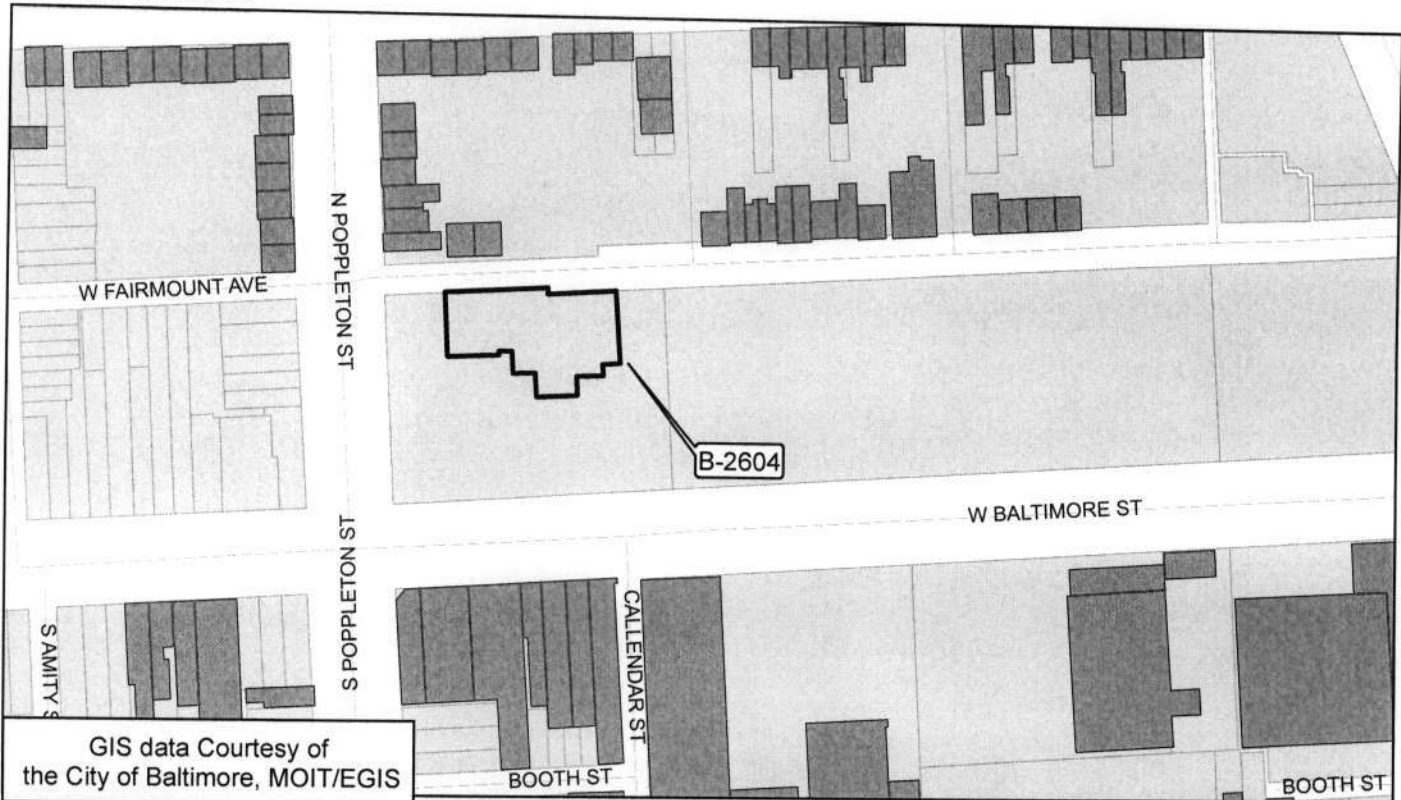 W FAIRMOUNT AVE
N POPPLETON ST
B-2604
W BALTIMORE ST
S POPPLETON ST
S AMITY S
CALLENDAR ST
BOOTH ST
BOOTH ST
GIS data Courtesy of
the City of Baltimore, MOIT/EGIS